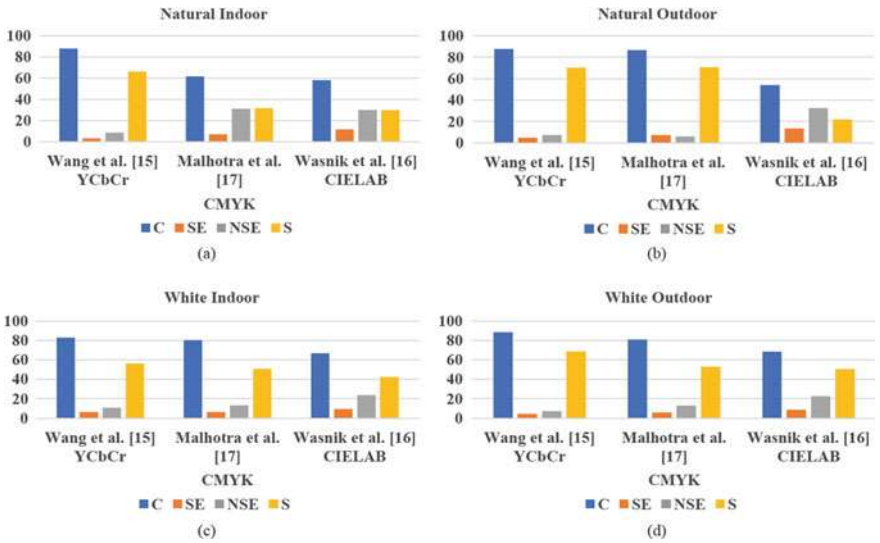 Natural Indoor
100
80
60
40
20
0
Wang et al. [15] Malhotra et al. Wasnik et al. [16]
YCbCr [17] CIELAB
CMYK
C SE NSE S
(a)
Natural Outdoor
100
80
60
40
20
0
Wang et al. [15] Malhotra et al. Wasnik et al. [16]
YCbCr [17] CIELAB
CMYK
C SE NSE S
(b)
White Indoor
100
80
60
40
20
0
Wang et al. [15] Malhotra et al. Wasnik et al. [16]
YCbCr [17] CIELAB
CMYK
C SE NSE S
(c)
White Outdoor
100
80
60
40
20
0
Wang et al. [15] Malhotra et al. Wasnik et al. [16]
YCbCr [17] CIELAB
CMYK
C SE NSE S
(d)